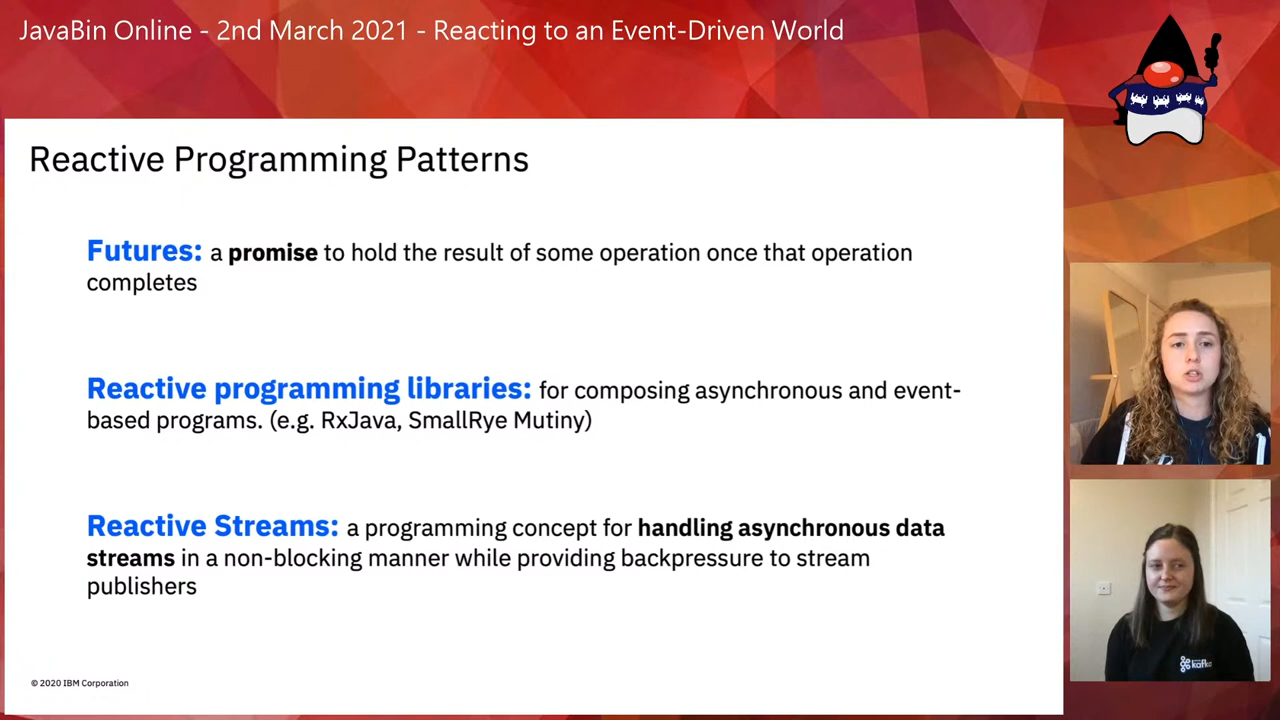 JavaBin Online - 2nd March 2021 - Reacting to an Event-Driven World
Reactive Programming Patterns
Futures: a promise to hold the result of some operation once that operation
completes
Reactive programming libraries: for composing asynchronous and event-
based programs. (e.g. RxJava, SmallRye Mutiny)
Reactive Streams: a programming concept for handling asynchronous data
streams in a non-blocking manner while providing backpressure to stream
publishers
© 2020 IBM Corporation
kafka